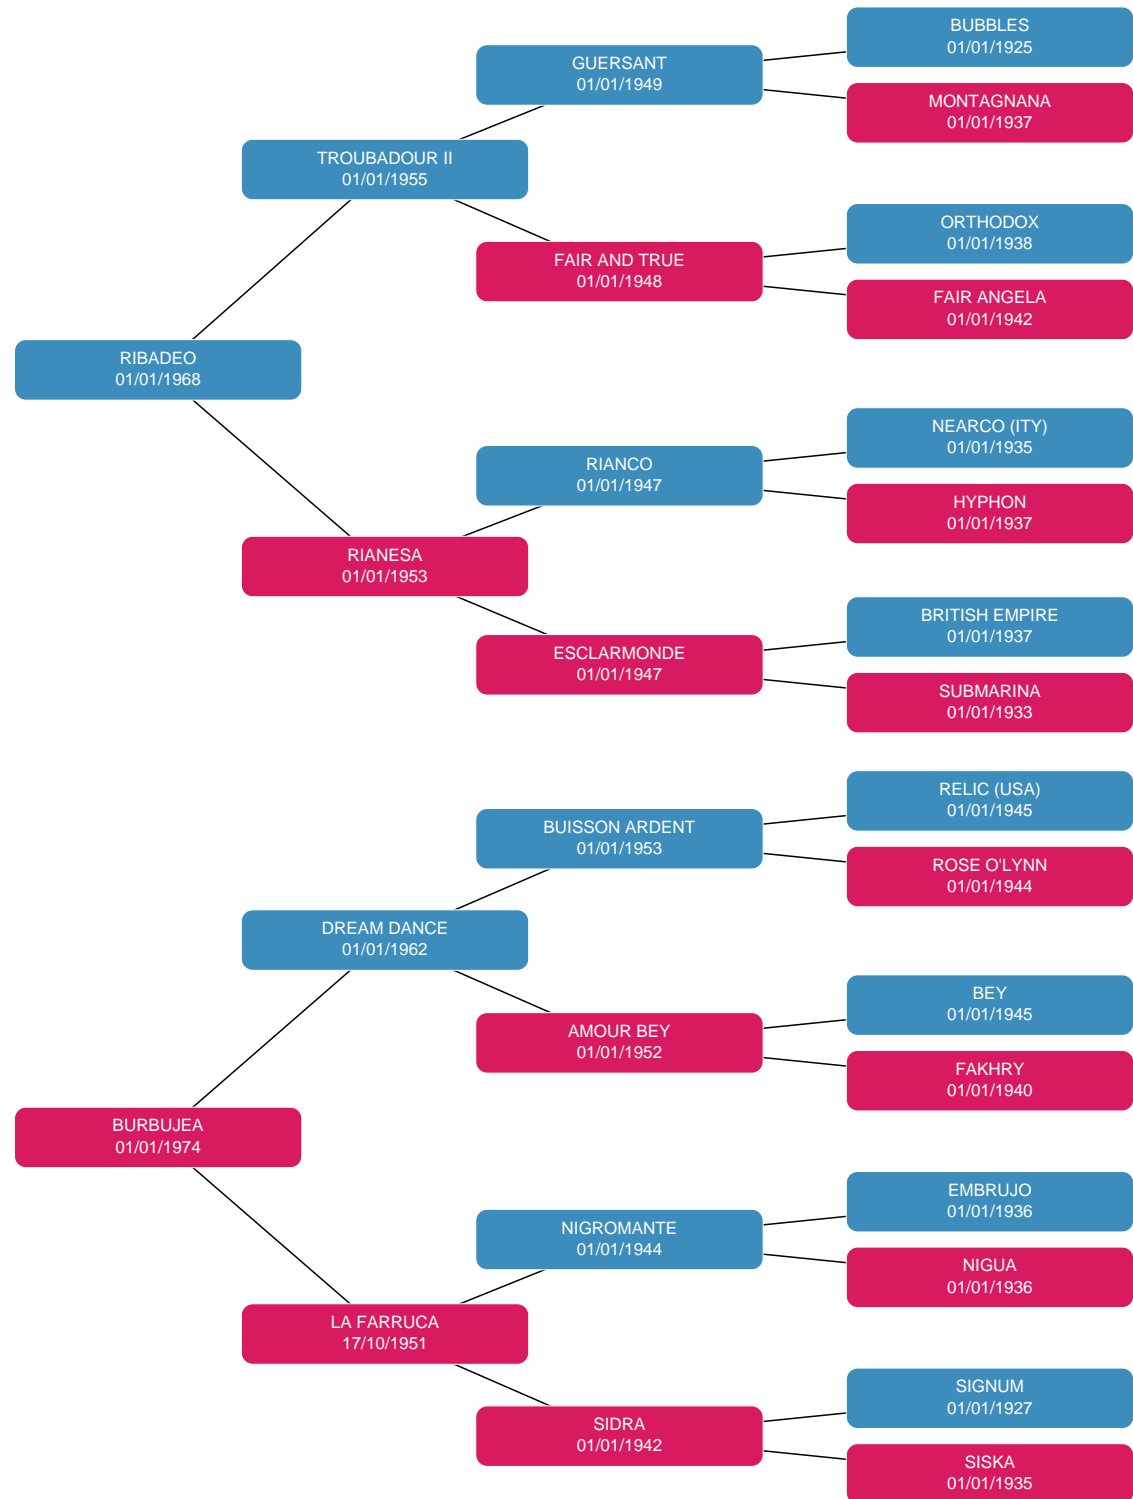 BUBBLES
01/01/1925
GUERSANT
01/01/1949
MONTAGNANA
01/01/1937
TROUBADOUR II
01/01/1955
ORTHODOX
01/01/1938
FAIR AND TRUE
01/01/1948
FAIR ANGELA
01/01/1942
RIBADEO
01/01/1968
NEARCO (ITY)
01/01/1935
RIANCO
01/01/1947
HYPHON
01/01/1937
RIANESA
01/01/1953
BRITISH EMPIRE
01/01/1937
ESCLARMONDE
01/01/1947
SUBMARINA
01/01/1933
RELIC (USA)
01/01/1945
BUISSON ARDENT
01/01/1953
ROSE O'LYNN
01/01/1944
DREAM DANCE
01/01/1962
BEY
01/01/1945
AMOUR BEY
01/01/1952
FAKHRY
01/01/1940
BURBUJEA
01/01/1974
EMBRUJO
01/01/1936
NIGROMANTE
01/01/1944
NIGUA
01/01/1936
LA FARRUCA
17/10/1951
SIGNUM
01/01/1927
SIDRA
01/01/1942
SISKA
01/01/1935